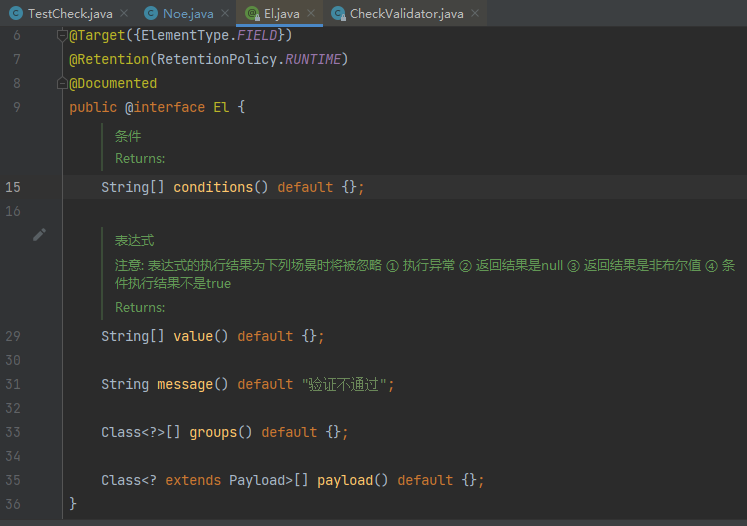 TestCheck.java
Noe.java
El.java
CheckValidator.java
6 @Target({ElementType.FIELD})
7 @Retention(RetentionPolicy.RUNTIME)
8 @Documented
9 public @interface El {
条件
Returns:
15 String[] conditions() default {};
16
表达式
注意: 表达式的执行结果为下列场景时将被忽略 ① 执行异常 ② 返回结果是null ③ 返回结果是非布尔值 ④ 条
件执行结果不是true
Returns:
29 String[] value() default {};
30
31 String message() default "验证不通过";
32
33 Class<?>[] groups() default {};
34
35 Class<? extends Payload>[] payload() default {};
36 }